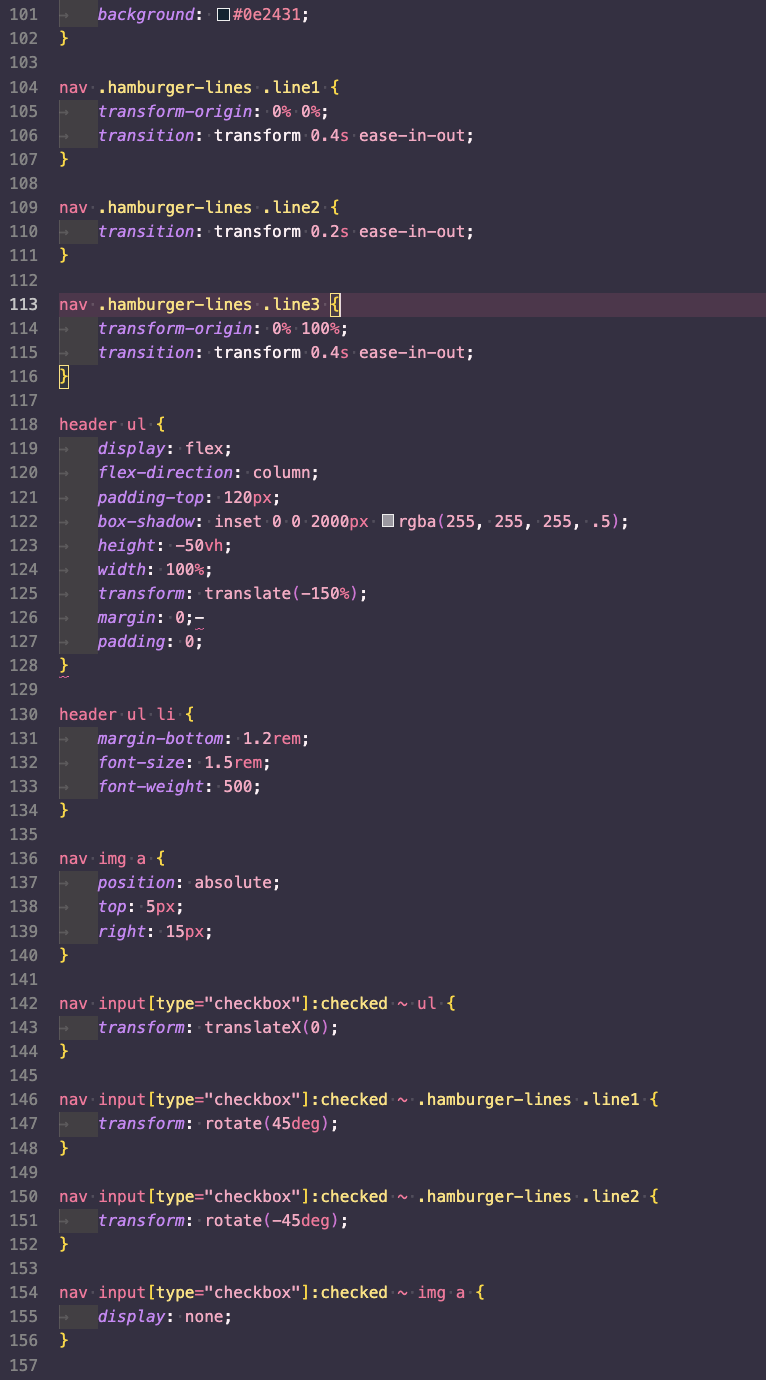 101 background: #0e2431;
102 }
103
104 nav .hamburger-lines .line1 {
105 transform-origin: 0% 0%;
106 transition: transform 0.4s ease-in-out;
107 }
108
109 nav .hamburger-lines .line2 {
110 transition: transform 0.2s ease-in-out;
111 }
112
113 nav .hamburger-lines .line3 {
114 transform-origin: 0% 100%;
115 transition: transform 0.4s ease-in-out;
116 }
117
118 header ul {
119 display: flex;
120 flex-direction: column;
121 padding-top: 120px;
122 box-shadow: inset 0 0 2000px rgba(255, 255, 255, .5);
123 height: -50vh;
124 width: 100%;
125 transform: translate(-150%);
126 margin: 0;-
127 padding: 0;
128 }
129
130 header ul li {
131 margin-bottom: 1.2rem;
132 font-size: 1.5rem;
133 font-weight: 500;
134 }
135
136 nav img a {
137 position: absolute;
138 top: 5px;
139 right: 15px;
140 }
141
142 nav input[type="checkbox"]:checked ~ ul {
143 transform: translateX(0);
144 }
145
146 nav input[type="checkbox"]:checked ~ .hamburger-lines .line1 {
147 transform: rotate(45deg);
148 }
149
150 nav input[type="checkbox"]:checked ~ .hamburger-lines .line2 {
151 transform: rotate(-45deg);
152 }
153
154 nav input[type="checkbox"]:checked ~ img a {
155 display: none;
156 }
157